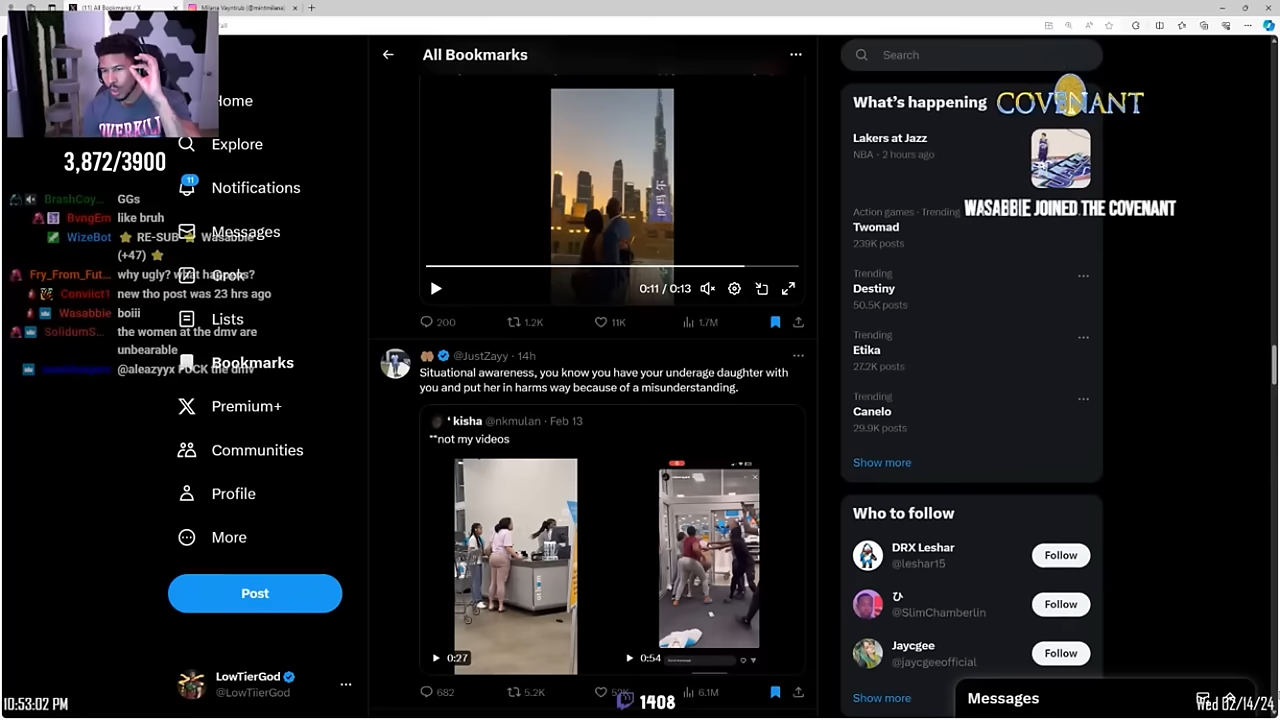 (11) All Bookmarks / X
Milana Vayntrub (@mintmilana)
OVERKILL
3,872/3900
BrashCoy... GGs
BvngEm like bruh
WizeBot RE-SUB Wasabbie
(+47)
Fry_From_Fut... why ugly? what happens?
Conviict1 new tho post was 23 hrs ago
Wasabbie boiii
SolidumS... the women at the dmv are
unbearable
@aleazyyx FUCK the dmv
Home
Explore
11
Notifications
Messages
Grok
Lists
Bookmarks
Premium+
Communities
Profile
More
Post
LowTierGod
@LowTiierGod
10:53:02 PM
All Bookmarks
0:11 / 0:13
200
1.2K
11K
1.7M
@JustZayy · 14h
Situational awareness, you know you have your underage daughter with
you and put her in harms way because of a misunderstanding.
kisha @nkmulan · Feb 13
**not my videos
0:27
0:54
682
5.2K
6.1M
1408
Search
What's happening
COVENANT
Lakers at Jazz
NBA · 2 hours ago
WASABBIE JOINED THE COVENANT
Action games · Trending
Twomad
239K posts
Trending
Destiny
50.5K posts
Trending
Etika
27.2K posts
Trending
Canelo
29.9K posts
Show more
Who to follow
DRX Leshar
@leshar15
Follow
ひ
@SlimChamberlin
Follow
Jaycgee
@jaycgeeofficial
Follow
Show more
Messages
Wed 02/14/24